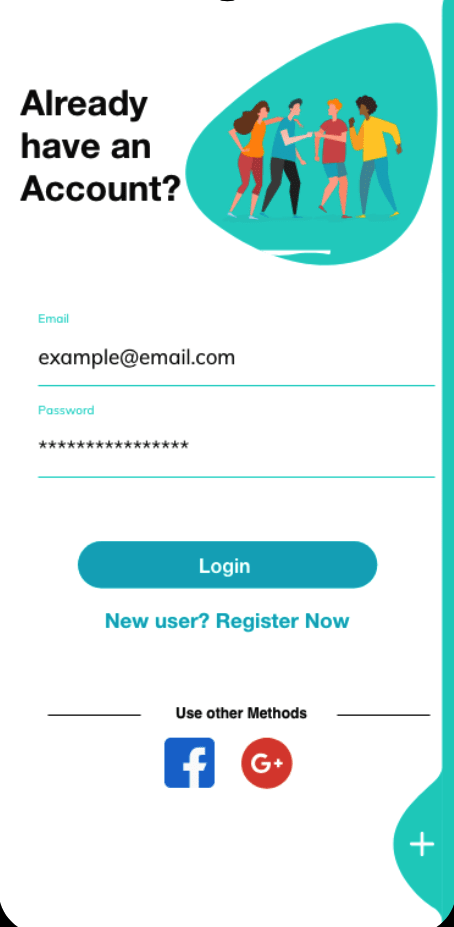 Already
have an
Account?
Email
example@email.com
Password
****************
Login
New user? Register Now
Use other Methods
f
G+
+